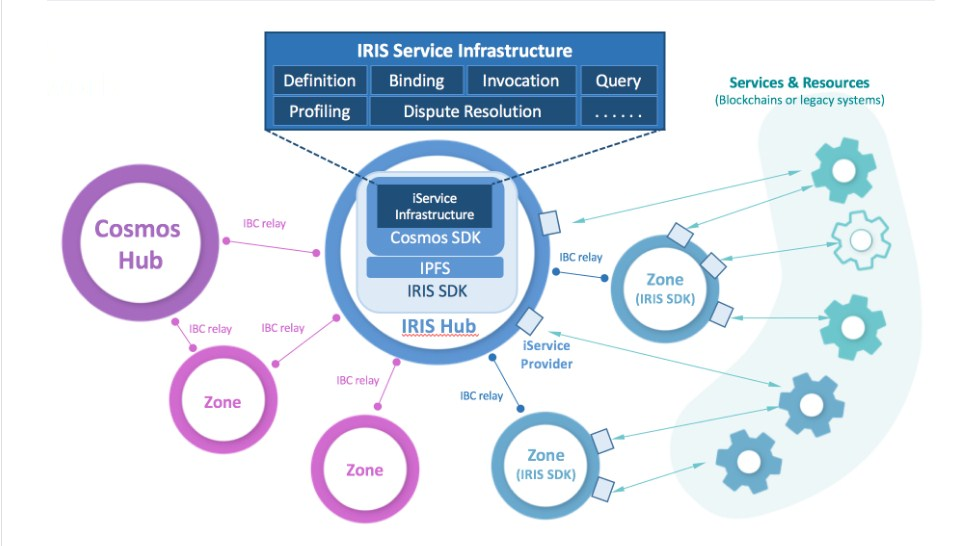 IRIS Service Infrastructure
Definition
Binding
Invocation
Query
Profiling
Dispute Resolution
......
Services & Resources
(Blockchains or legacy systems)
Cosmos
Hub
IBC relay
iService
Infrastructure
Cosmos SDK
IPFS
IRIS SDK
IRIS Hub
IBC relay
Zone
(IRIS SDK)
IBC relay
IBC relay
iService
Provider
IBC relay
IBC relay
Zone
Zone
Zone
(IRIS SDK)